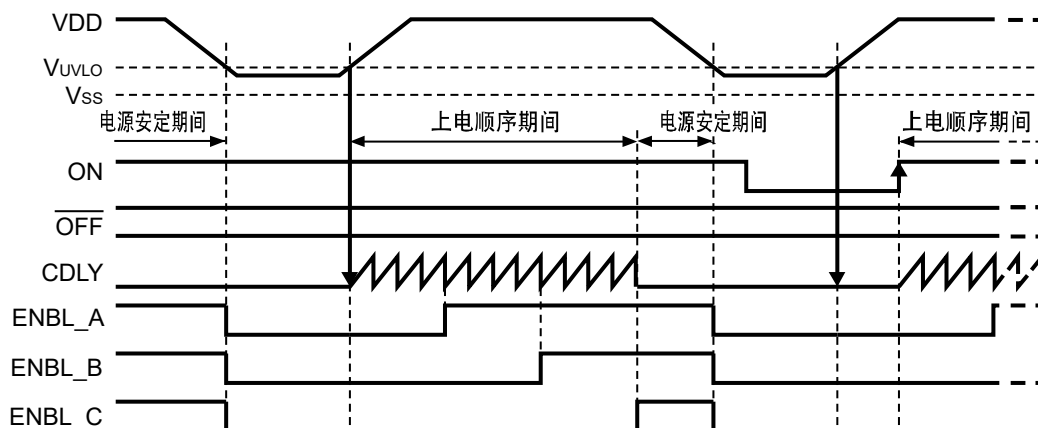 VDD
VUVLO
VSS
电源安定期间 上电顺序期间 电源安定期间 上电顺序期间
ON
OFF
CDLY
ENBL_A
ENBL_B
ENBL_C